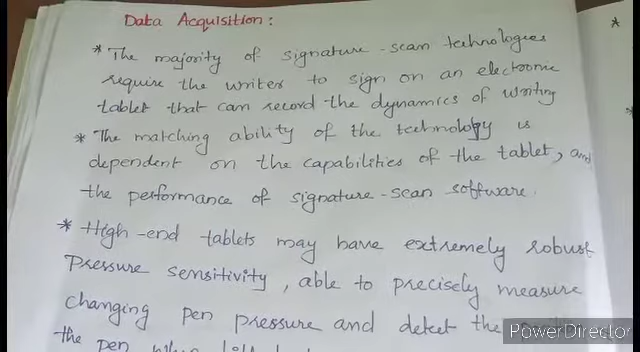 Data Acquisition :
* The majority of signature-scan technologies
require the writer to sign on an electronic
tablet that can record the dynamics of writing
* The matching ability of the technology is
dependent on the capabilities of the tablet, and
the performance of signature-scan software.
* High-end tablets may have extremely robust
Pressure sensitivity, able to precisely measure
changing pen pressure and detect the
the pen when
PowerDirector
*